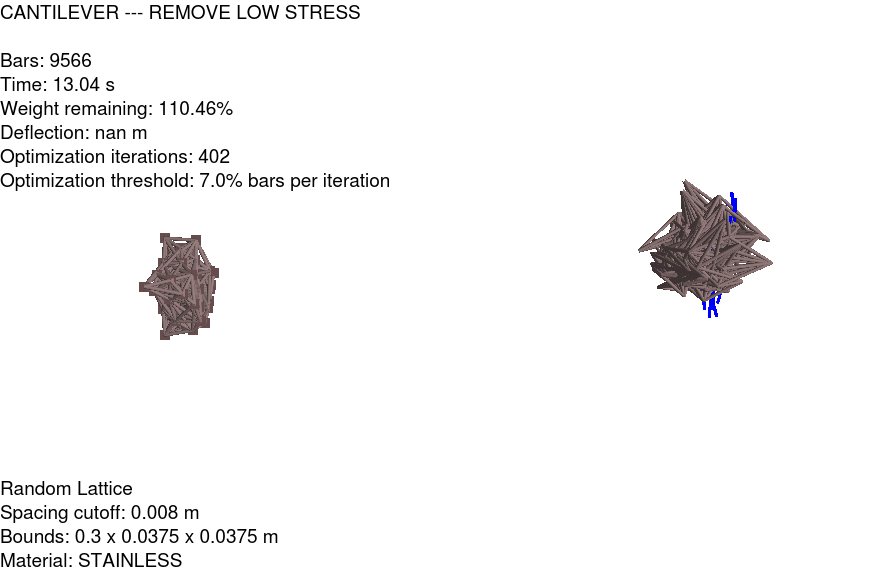 CANTILEVER --- REMOVE LOW STRESS
Bars: 9566
Time: 13.04 s
Weight remaining: 110.46%
Deflection: nan m
Optimization iterations: 402
Optimization threshold: 7.0% bars per iteration
Random Lattice
Spacing cutoff: 0.008 m
Bounds: 0.3 x 0.0375 x 0.0375 m
Material: STAINLESS